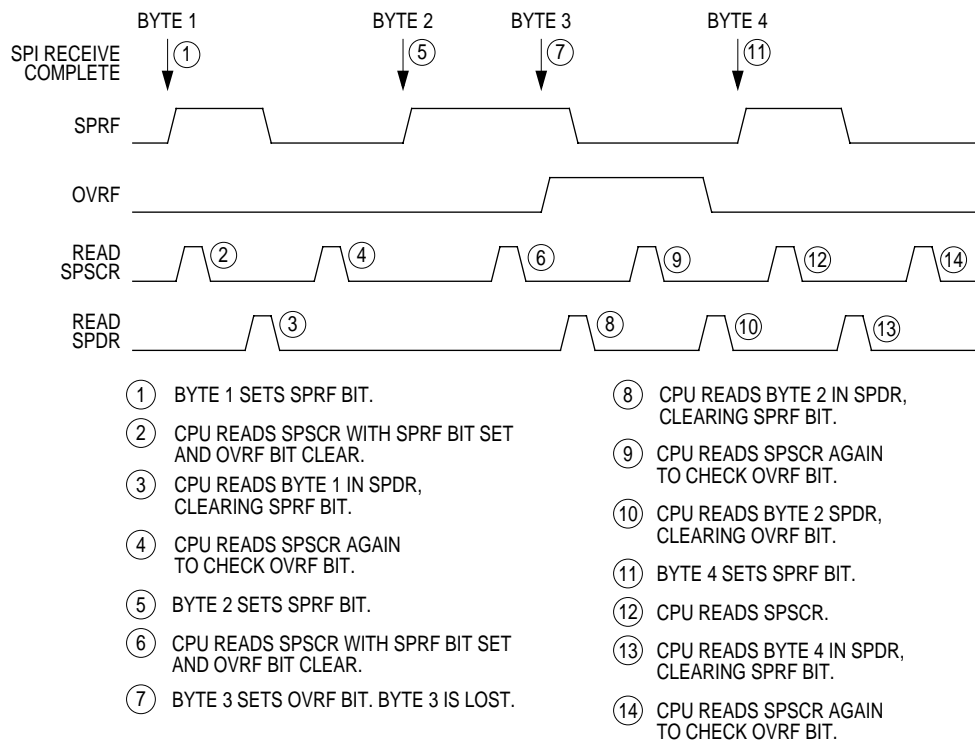 BYTE 1 BYTE 2 BYTE 3 BYTE 4
SPI RECEIVE
COMPLETE
1 5 7 11
SPRF
OVRF
READ
SPSCR
2 4 6 9 12 14
READ
SPDR
3 8 10 13
1 BYTE 1 SETS SPRF BIT.
2 CPU READS SPSCR WITH SPRF BIT SET
AND OVRF BIT CLEAR.
3 CPU READS BYTE 1 IN SPDR,
CLEARING SPRF BIT.
4 CPU READS SPSCR AGAIN
TO CHECK OVRF BIT.
5 BYTE 2 SETS SPRF BIT.
6 CPU READS SPSCR WITH SPRF BIT SET
AND OVRF BIT CLEAR.
7 BYTE 3 SETS OVRF BIT. BYTE 3 IS LOST.
8 CPU READS BYTE 2 IN SPDR,
CLEARING SPRF BIT.
9 CPU READS SPSCR AGAIN
TO CHECK OVRF BIT.
10 CPU READS BYTE 2 SPDR,
CLEARING OVRF BIT.
11 BYTE 4 SETS SPRF BIT.
12 CPU READS SPSCR.
13 CPU READS BYTE 4 IN SPDR,
CLEARING SPRF BIT.
14 CPU READS SPSCR AGAIN
TO CHECK OVRF BIT.